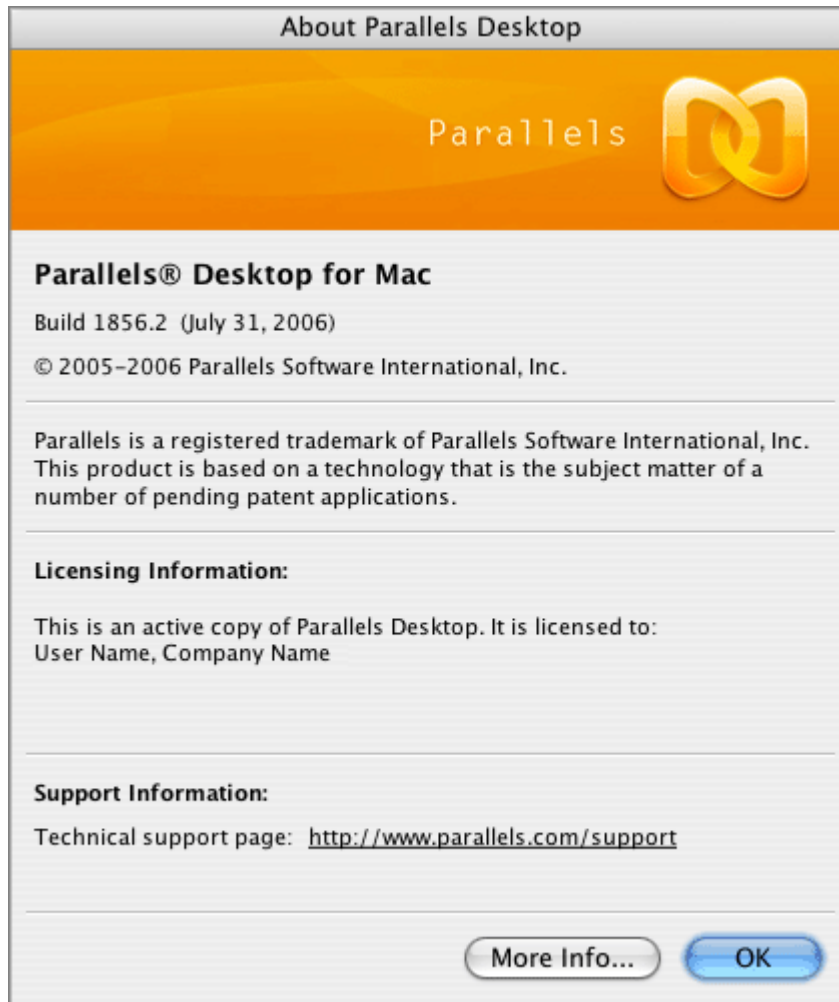 About Parallels Desktop
Parallels
Parallels® Desktop for Mac
Build 1856.2 (July 31, 2006)
© 2005-2006 Parallels Software International, Inc.
Parallels is a registered trademark of Parallels Software International, Inc.
This product is based on a technology that is the subject matter of a
number of pending patent applications.
Licensing Information:
This is an active copy of Parallels Desktop. It is licensed to:
User Name, Company Name
Support Information:
Technical support page: http://www.parallels.com/support
More Info... OK